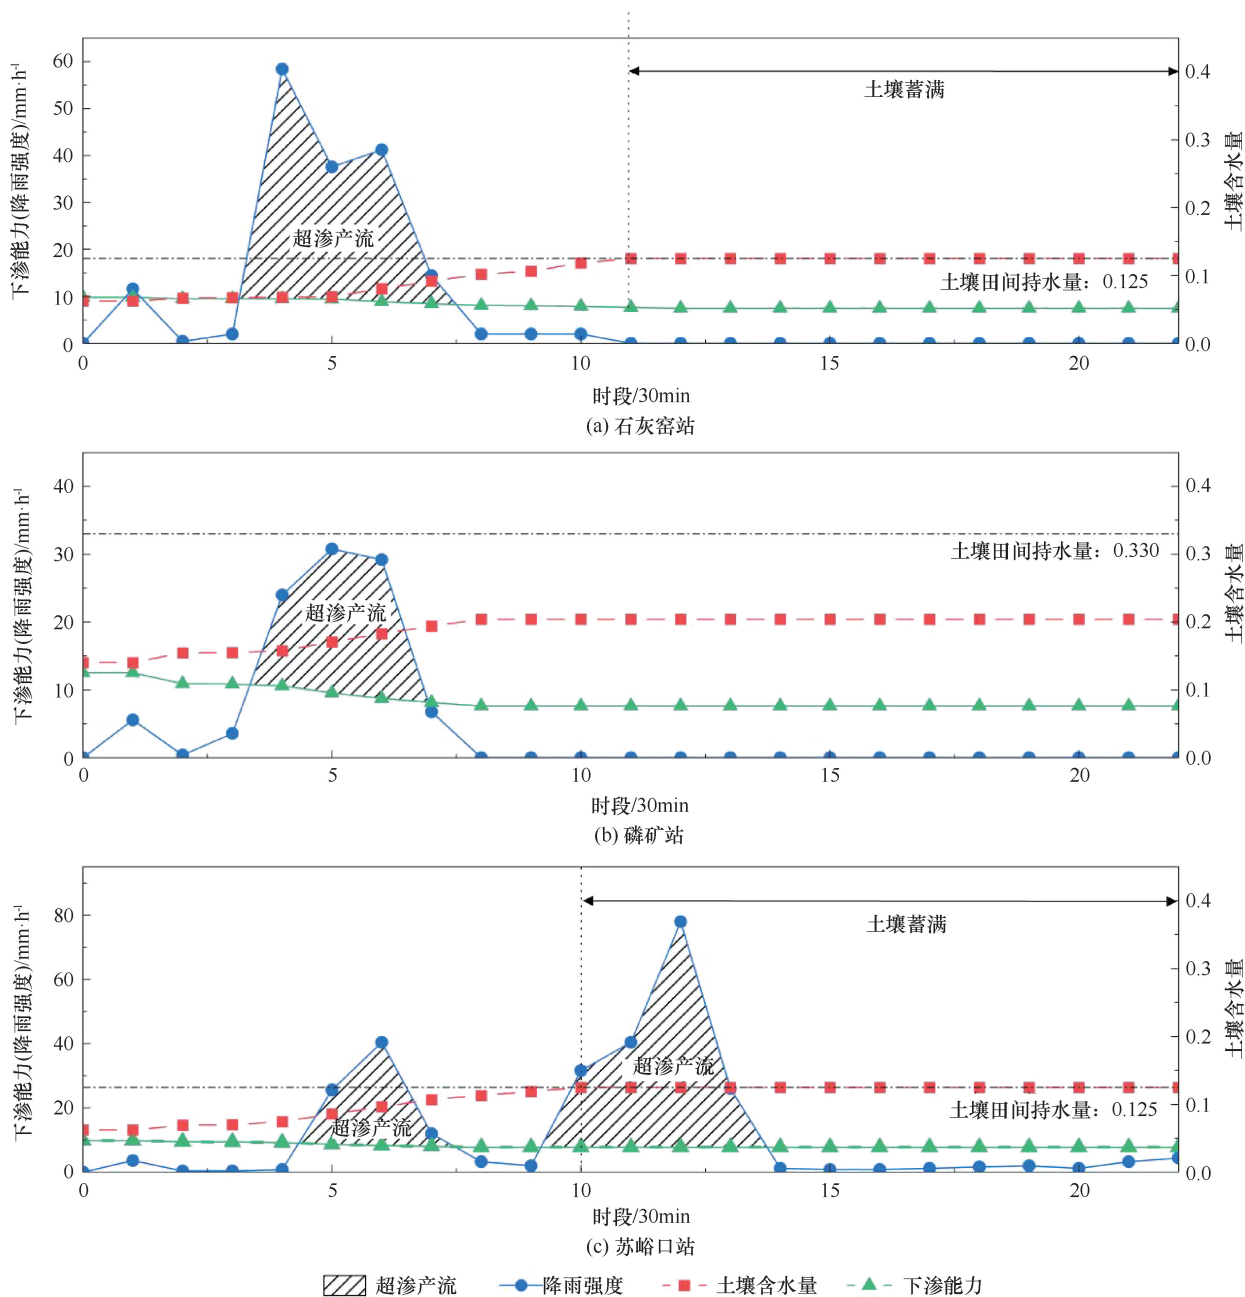 下渗能力(降雨强度)/mm·h⁻¹
60
50
40
30
20
10
0
土壤蓄满
超渗产流
土壤田间持水量：0.125
0.4
0.3
0.2
0.1
0.0
土壤含水量
0 5 10 15 20
时段/30min
(a) 石灰窑站
下渗能力(降雨强度)/mm·h⁻¹
40
30
20
10
0
土壤田间持水量：0.330
超渗产流
0.4
0.3
0.2
0.1
0.0
土壤含水量
0 5 10 15 20
时段/30min
(b) 磷矿站
下渗能力(降雨强度)/mm·h⁻¹
80
60
40
20
0
土壤蓄满
超渗产流
超渗产流
土壤田间持水量：0.125
0.4
0.3
0.2
0.1
0.0
土壤含水量
0 5 10 15 20
时段/30min
(c) 苏峪口站
超渗产流 降雨强度 土壤含水量 下渗能力